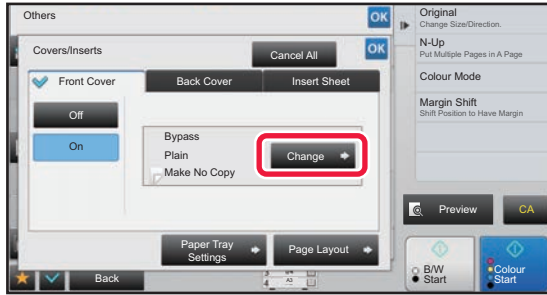 Others
OK
Covers/Inserts
Cancel All
OK
Front Cover
Back Cover
Insert Sheet
Off
On
Bypass
Plain
Make No Copy
Change
Paper Tray
Settings
Page Layout
Back
A3
Original
Change Size/Direction.
N-Up
Put Multiple Pages in A Page
Colour Mode
Margin Shift
Shift Position to Have Margin
Preview
CA
B/W
Start
Colour
Start